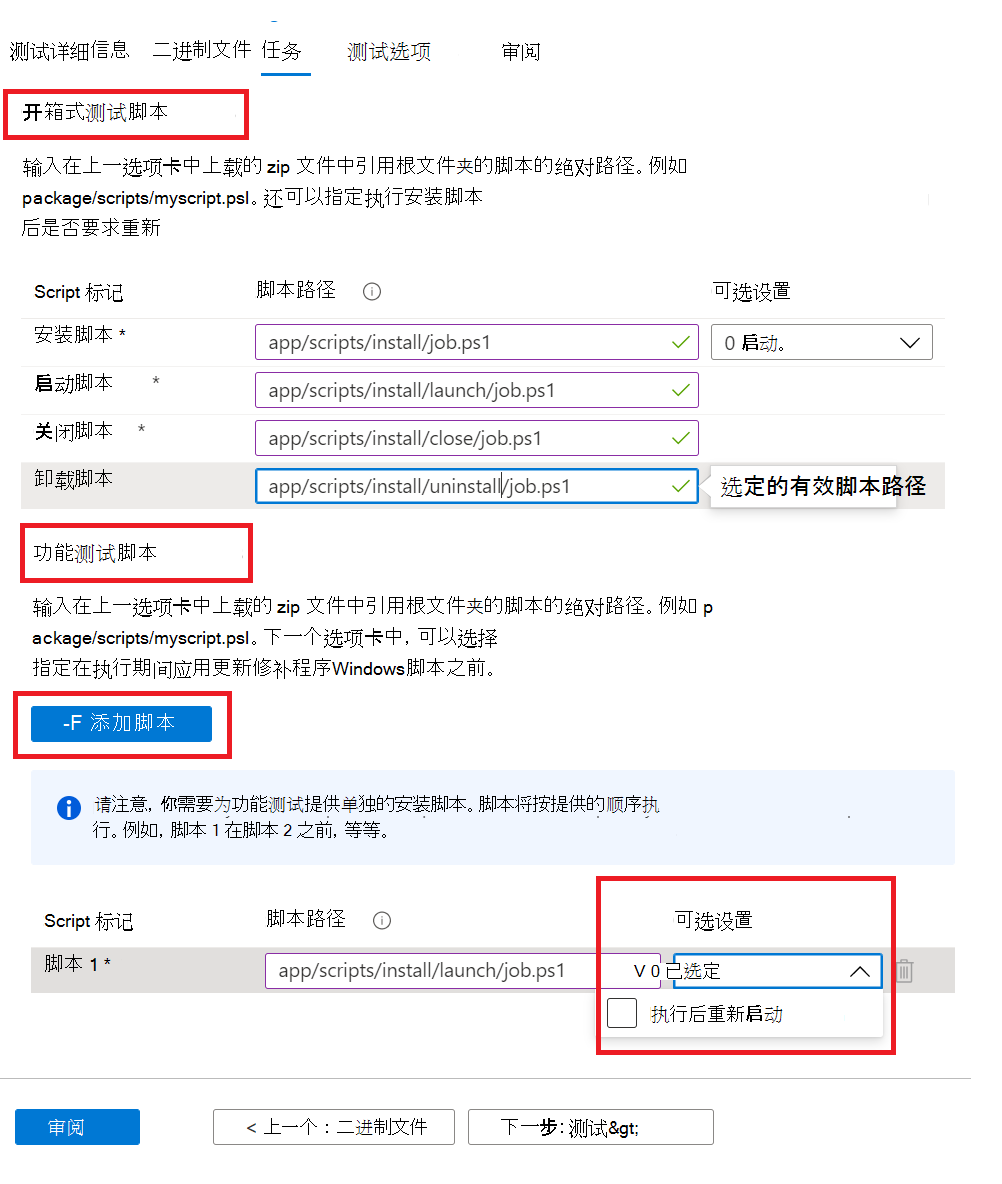 测试详细信息 二进制文件 任务 测试选项 审阅
开箱式测试脚本
输入在上一选项卡中上载的 zip 文件中引用根文件夹的脚本的绝对路径。例如
package/scripts/myscript.psl。还可以指定执行安装脚本
后是否要求重新
Script 标记 脚本路径 可选设置
安装脚本 * app/scripts/install/job.ps1 0 启动。
启动脚本 * app/scripts/install/launch/job.ps1
关闭脚本 * app/scripts/install/close/job.ps1
卸载脚本 app/scripts/install/uninstall/job.ps1 选定的有效脚本路径
功能测试脚本
输入在上一选项卡中上载的 zip 文件中引用根文件夹的脚本的绝对路径。例如 p
ackage/scripts/myscript.psl。下一个选项卡中, 可以选择
指定在执行期间应用更新修补程序Windows脚本之前。
-F 添加脚本
请注意, 你需要为功能测试提供单独的安装脚本。脚本将按提供的顺序执
行。例如, 脚本 1 在脚本 2 之前, 等等。
Script 标记 脚本路径 可选设置
脚本 1 * app/scripts/install/launch/job.ps1 V 0 已选定
执行后重新启动
审阅 < 上一个：二进制文件 下一步: 测试&gt;